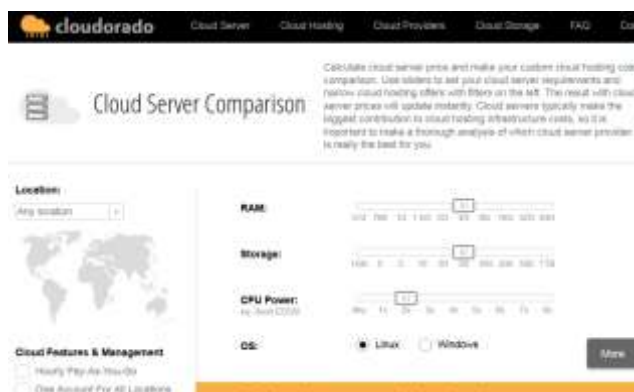 cloudorado
Cloud Server Cloud Hosting Cloud Providers Cloud Storage FAQ
Cloud Server Comparison
Calculate cloud server price and make your custom cloud hosting
comparison. Use sliders to set your cloud server requirements and
narrow cloud hosting offers with filters on the left. The result with
server prices will update instantly. Cloud servers typically make the
biggest contribution to cloud hosting infrastructure costs, so it is
important to make a thorough analysis of which cloud server provider
is really the best for you.
Location:
Any location
RAM:
Storage:
CPU Power:
OS:
Linux Windows
More
Cloud Features & Management
Hourly Pay-As-You-Go
One Account For All Locations